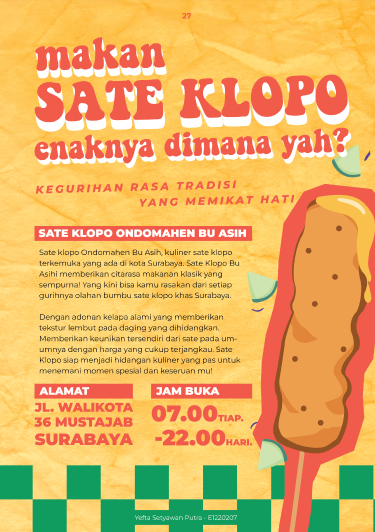 27
makan
SATE KLOPO
enaknya dimana yah?
KEGURIHAN RASA TRADISI
YANG MEMIKAT HATI
SATE KLOPO ONDOMAHEN BU ASIH
Sate klopo Ondomahen Bu Asih, kuliner sate klopo
terkemuka yang ada di kota Surabaya. Sate Klopo Bu
Asihi memberikan citarasa makanan klasik yang
sempurna! Yang kini bisa kamu rasakan dari setiap
gurihnya olahan bumbu sate klopo khas Surabaya.
Dengan adonan kelapa alami yang memberikan
tekstur lembut pada daging yang dihidangkan.
Memberikan keunikan tersendiri dari sate pada um-
umnya dengan harga yang cukup terjangkau. Sate
Klopo siap menjadi hidangan kuliner yang pas untuk
menemani momen spesial dan keseruan mu!
ALAMAT
JL. WALIKOTA
36 MUSTAJAB
SURABAYA
JAM BUKA
07.00 TIAP.
-22.00 HARI.
Yefta Setyawan Putra - E1220207